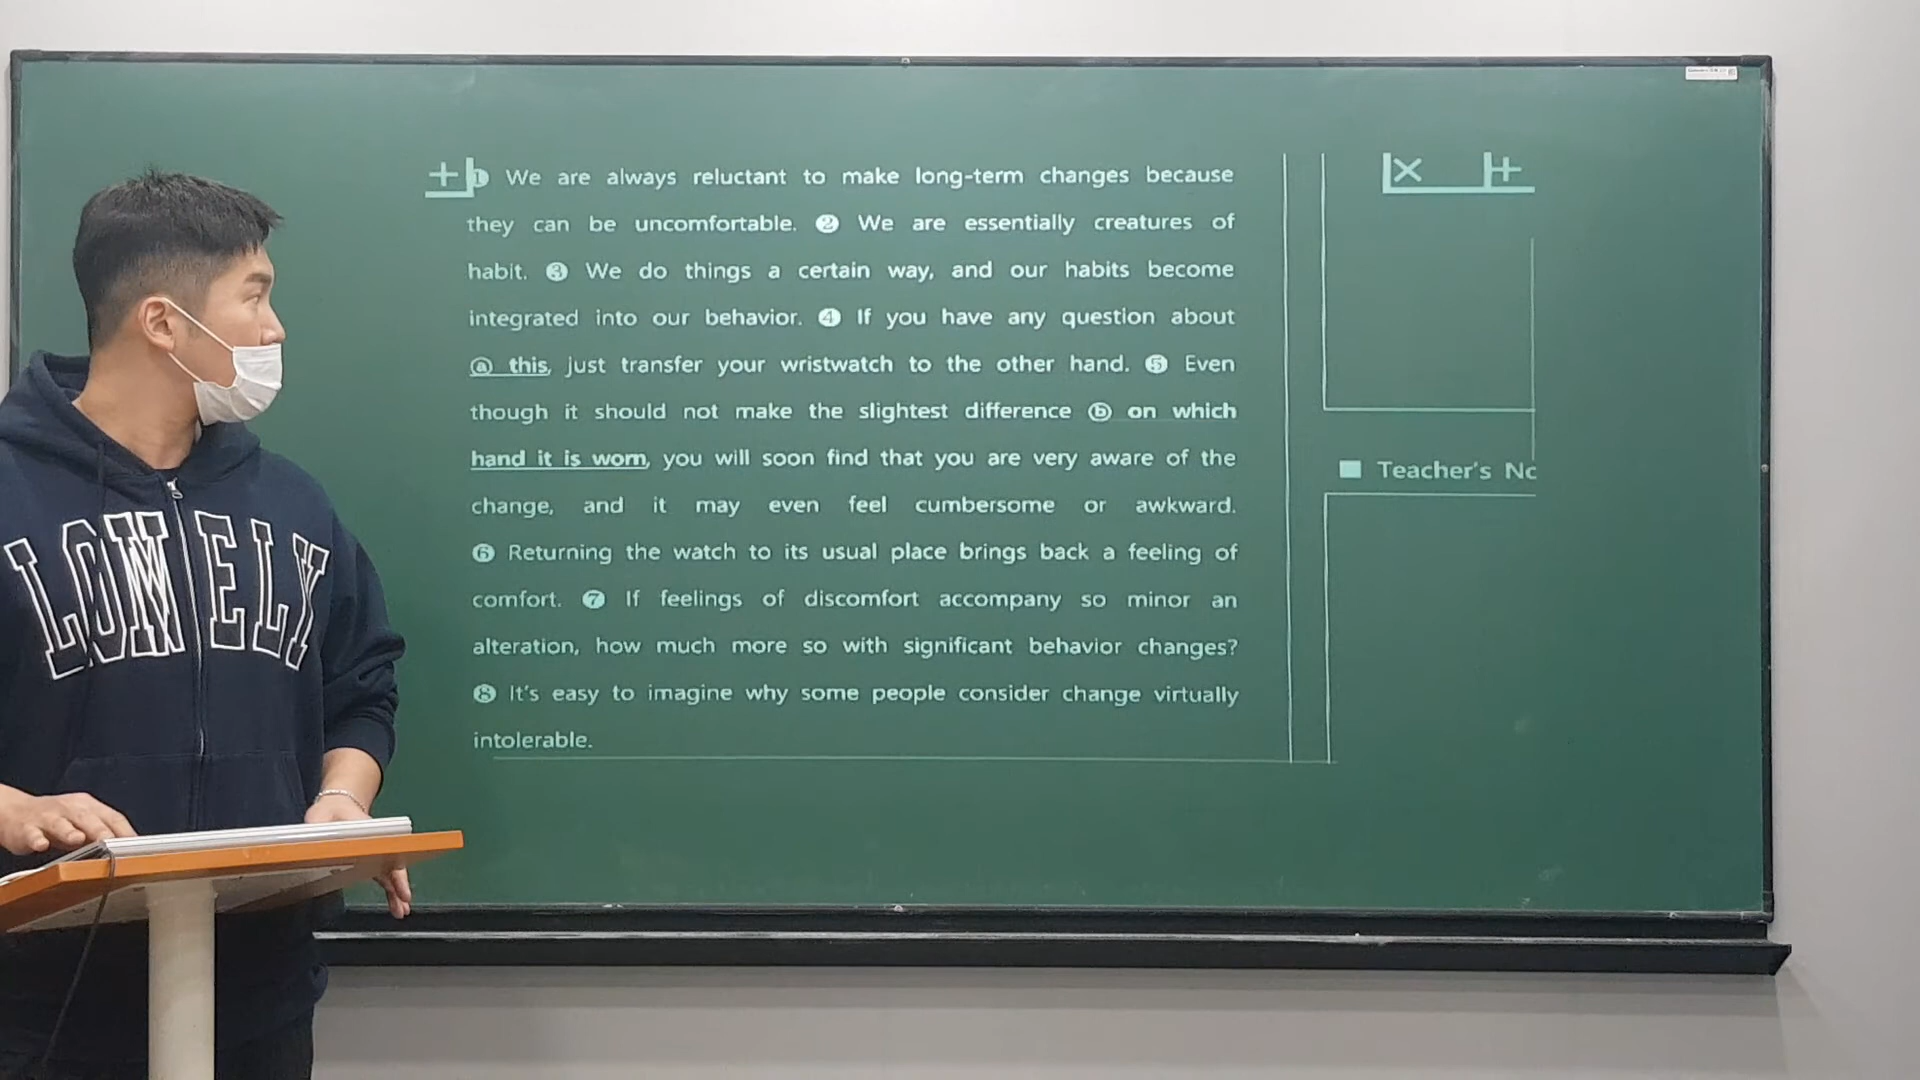 ❶ We are always reluctant to make long-term changes because
they can be uncomfortable. ❷ We are essentially creatures of
habit. ❸ We do things a certain way, and our habits become
integrated into our behavior. ❹ If you have any question about
ⓐ this, just transfer your wristwatch to the other hand. ❺ Even
though it should not make the slightest difference ⓑ on which
hand it is worn, you will soon find that you are very aware of the
change, and it may even feel cumbersome or awkward.
❻ Returning the watch to its usual place brings back a feeling of
comfort. ❼ If feelings of discomfort accompany so minor an
alteration, how much more so with significant behavior changes?
❽ It's easy to imagine why some people consider change virtually
intolerable.
■ Teacher's No
LONELY